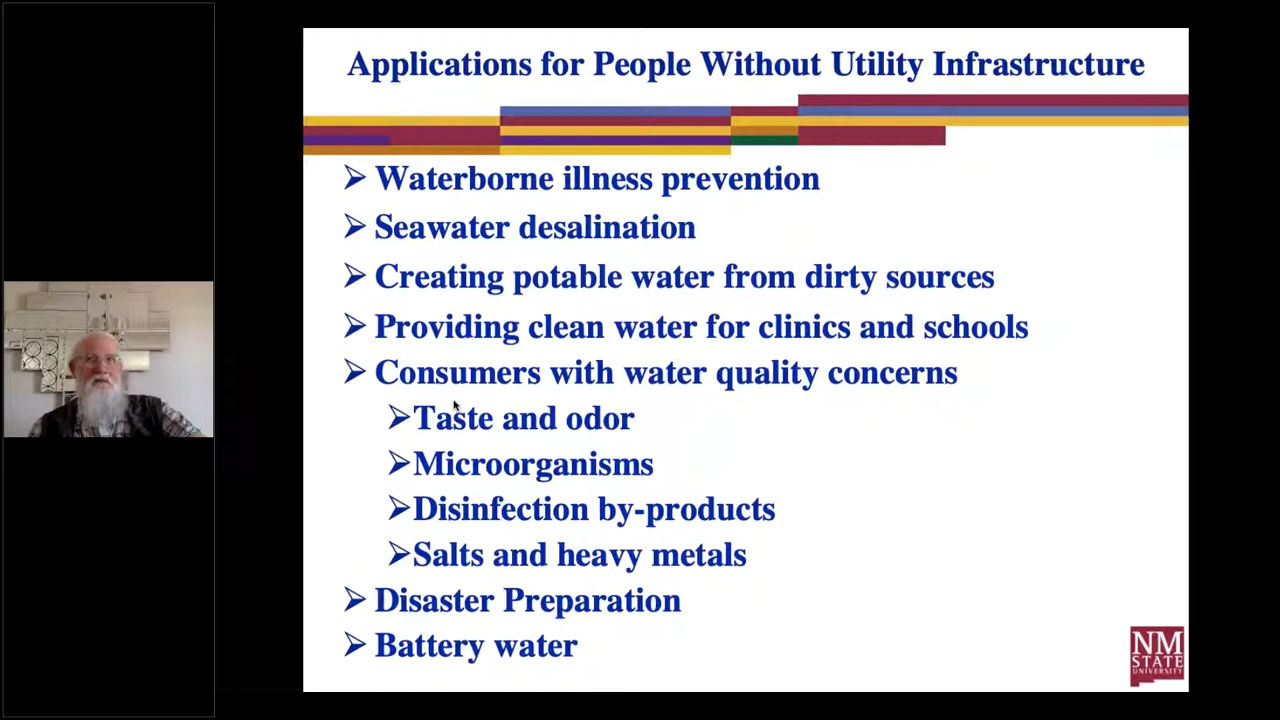 Applications for People Without Utility Infrastructure
Waterborne illness prevention
Seawater desalination
Creating potable water from dirty sources
Providing clean water for clinics and schools
Consumers with water quality concerns
Taste and odor
Microorganisms
Disinfection by-products
Salts and heavy metals
Disaster Preparation
Battery water
NM
STATE
UNIVERSITY